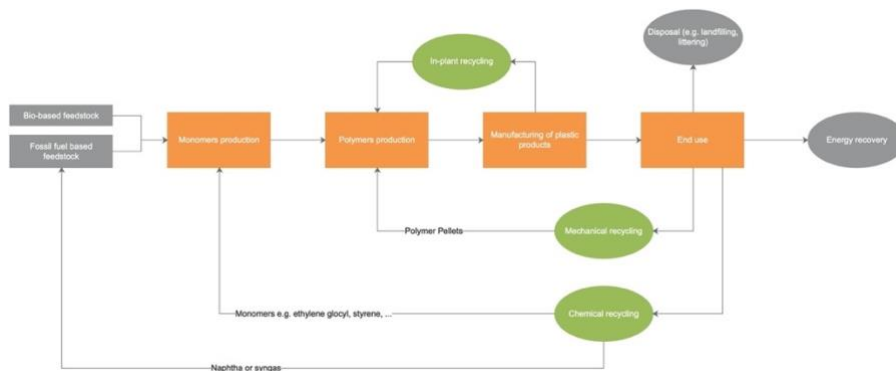 Disposal (e.g. landfilling,
littering)
In-plant recycling
Bio-based feedstock
Fossil fuel based
feedstock
Monomers production
Polymers production
Manufacturing of plastic
products
End use
Energy recovery
Polymer Pellets
Mechanical recycling
Monomers e.g. ethylene glocyl, styrene, ...
Chemical recycling
Naphtha or syngas